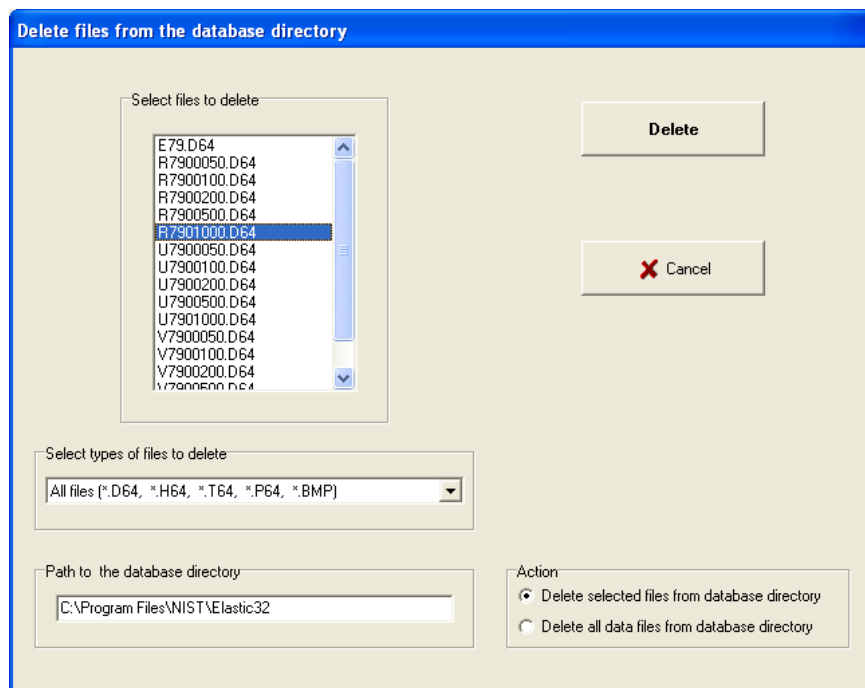 Delete files from the database directory
Select files to delete
E79.D64
R7900050.D64
R7900100.D64
R7900200.D64
R7900500.D64
R7901000.D64
U7900050.D64
U7900100.D64
U7900200.D64
U7900500.D64
U7901000.D64
V7900050.D64
V7900100.D64
V7900200.D64
V7900500.D64
Delete
Cancel
Select types of files to delete
All files (*.D64, *.H64, *.T64, *.P64, *.BMP)
Path to the database directory
C:\Program Files\NIST\Elastic32
Action
Delete selected files from database directory
Delete all data files from database directory